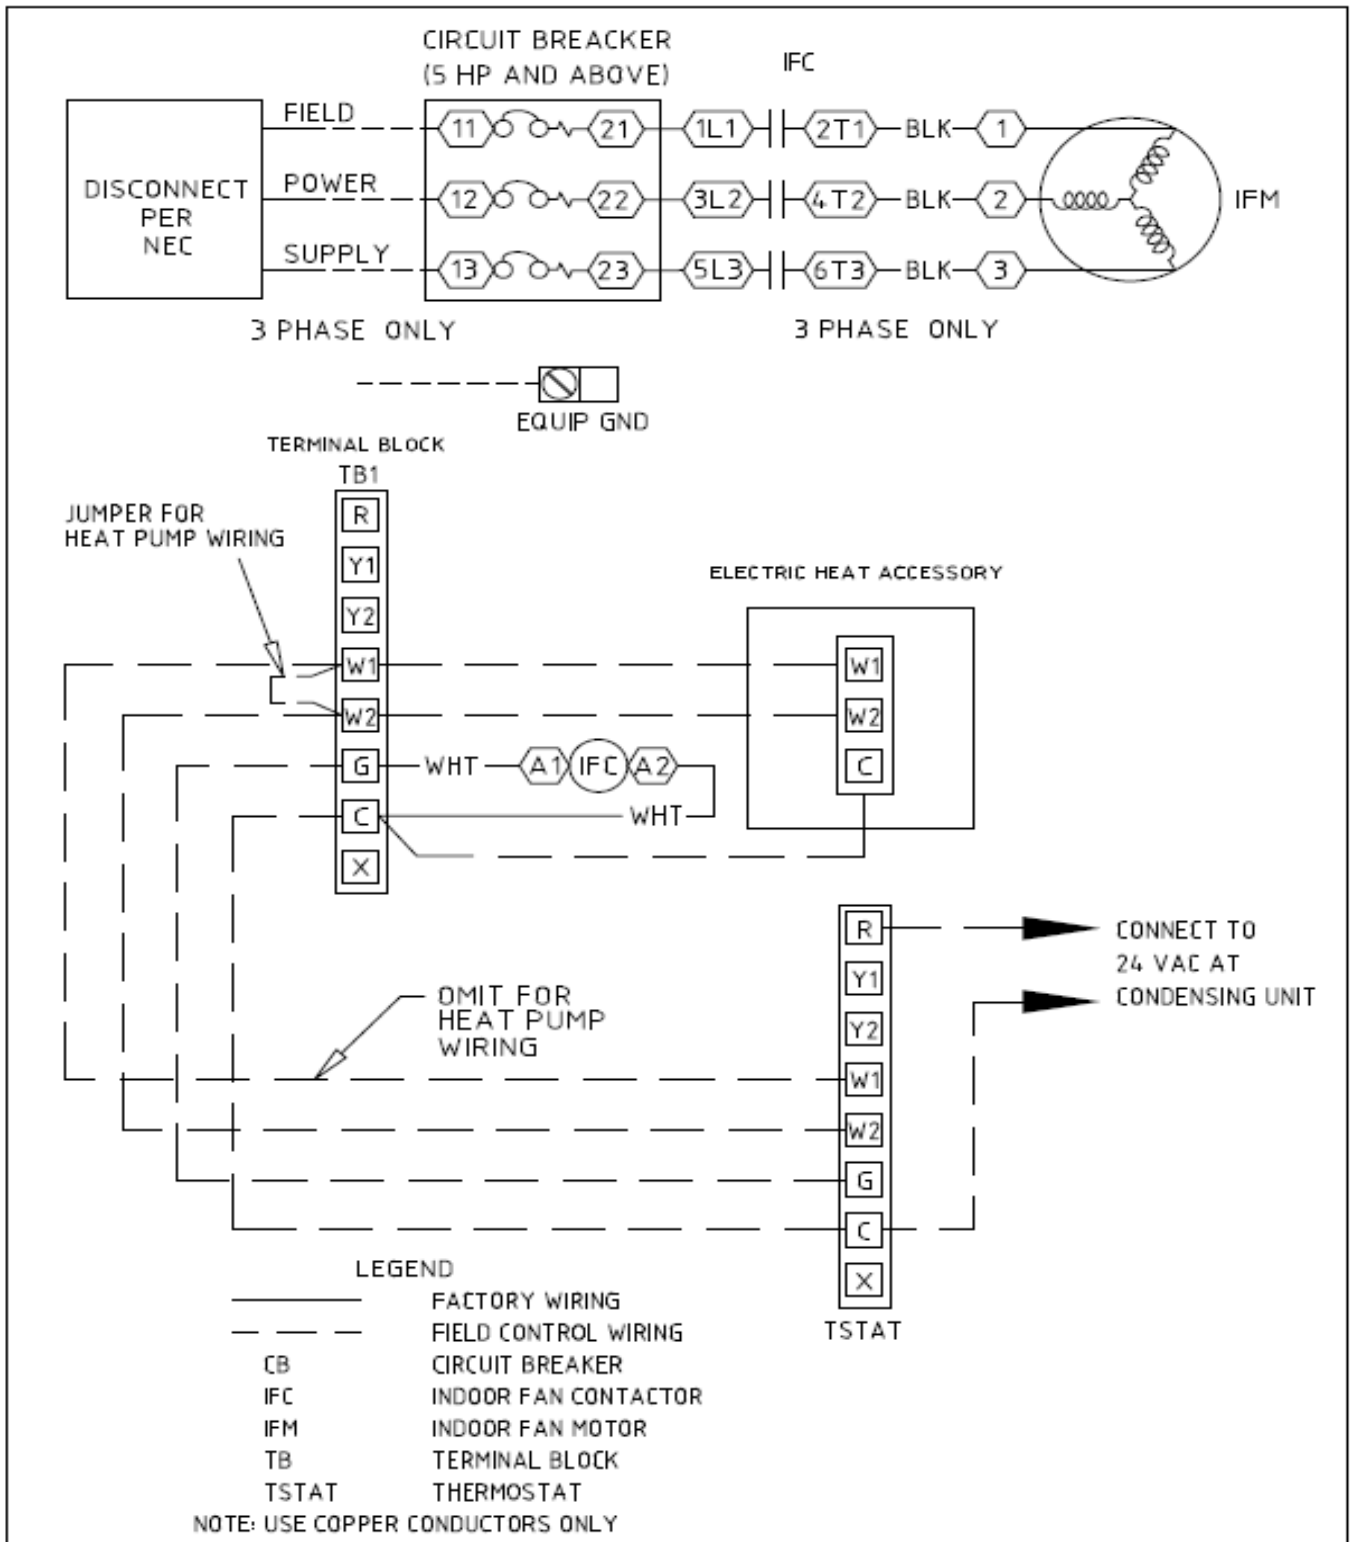 CIRCUIT BREACKER
(5 HP AND ABOVE)
IFC
FIELD
11
21
1L1
2T1
BLK
1
DISCONNECT
PER
NEC
POWER
12
22
3L2
4T2
BLK
2
IFM
SUPPLY
13
23
5L3
6T3
BLK
3
3 PHASE ONLY
3 PHASE ONLY
EQUIP GND
TERMINAL BLOCK
TB1
JUMPER FOR
HEAT PUMP WIRING
R
Y1
Y2
W1
W2
G
C
X
WHT
A1
IFC
A2
WHT
ELECTRIC HEAT ACCESSORY
W1
W2
C
R
Y1
Y2
W1
W2
G
C
X
TSTAT
CONNECT TO
24 VAC AT
CONDENSING UNIT
OMIT FOR
HEAT PUMP
WIRING
LEGEND
FACTORY WIRING
FIELD CONTROL WIRING
CB CIRCUIT BREAKER
IFC INDOOR FAN CONTACTOR
IFM INDOOR FAN MOTOR
TB TERMINAL BLOCK
TSTAT THERMOSTAT
NOTE: USE COPPER CONDUCTORS ONLY